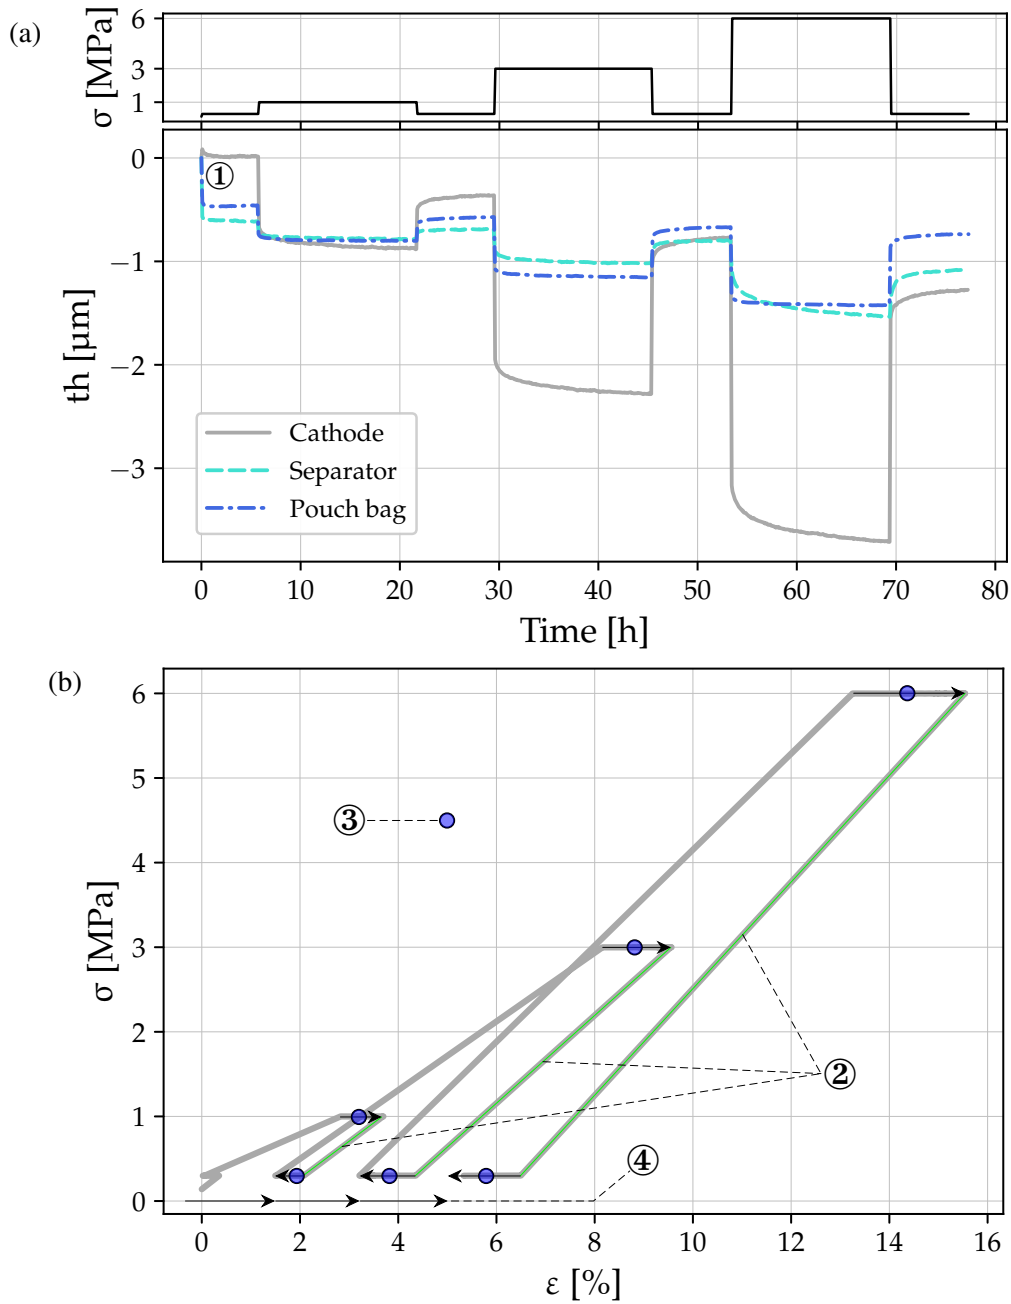 (a)
σ [MPa]
6
3
1
th [µm]
0
−1
−2
−3
①
Cathode
Separator
Pouch bag
0 10 20 30 40 50 60 70 80
Time [h]
(b)
σ [MPa]
6
5
4
3
2
1
0
③
②
④
0 2 4 6 8 10 12 14 16
ε [%]